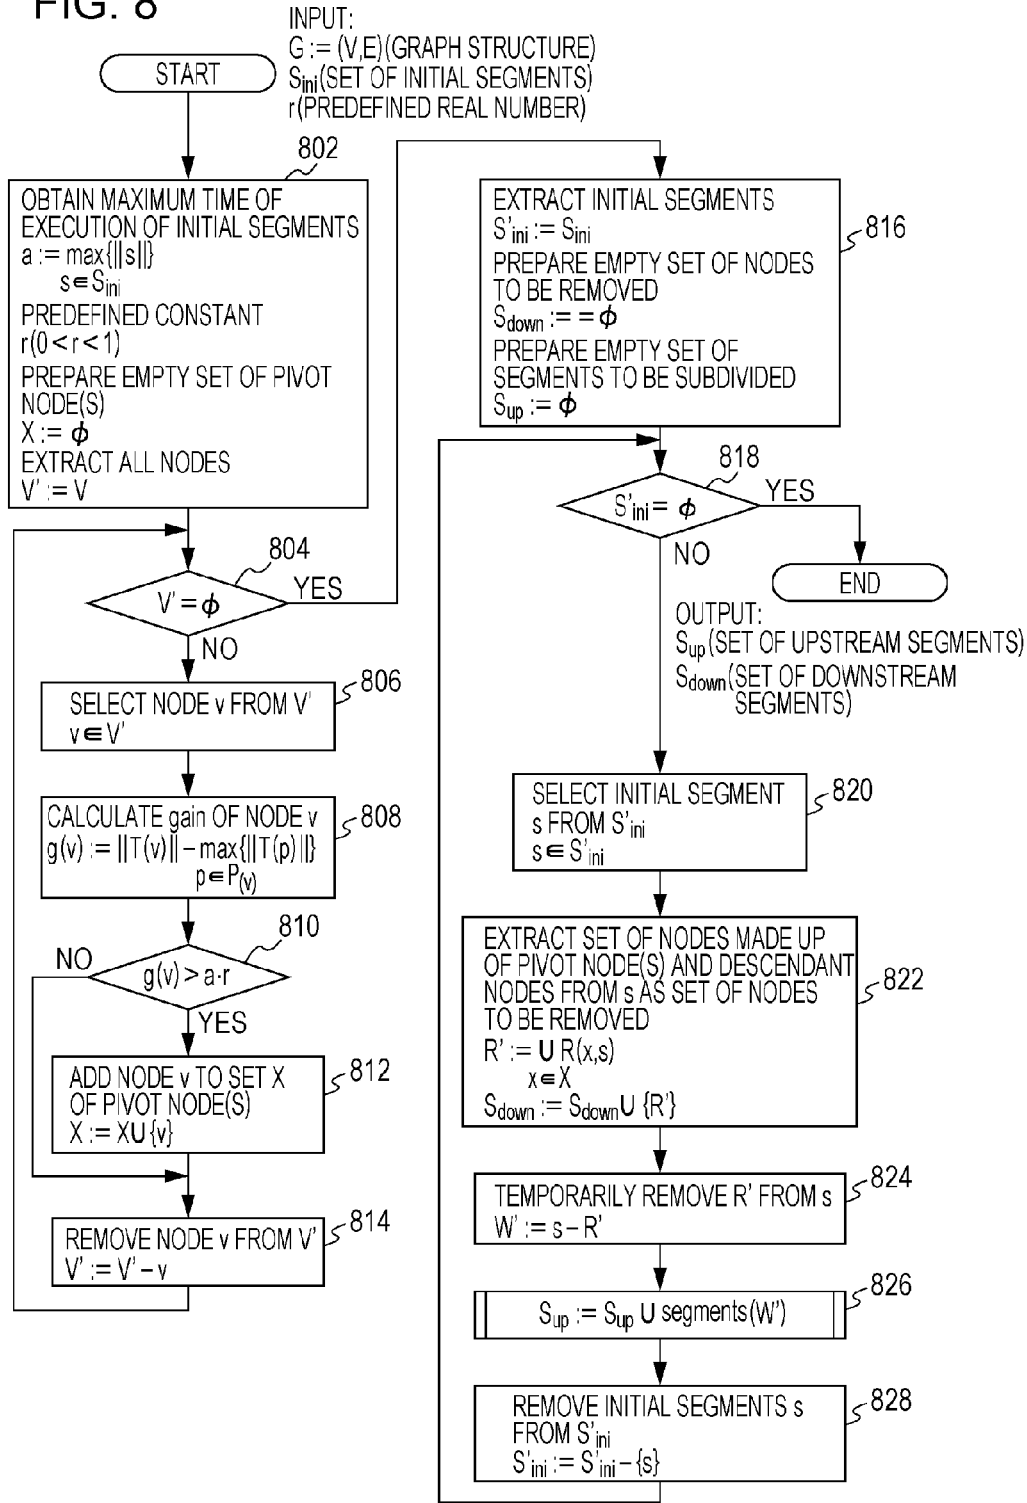 FIG. 8
INPUT:
G := (V,E)(GRAPH STRUCTURE)
Sini(SET OF INITIAL SEGMENTS)
r(PREDEFINED REAL NUMBER)
START
802
OBTAIN MAXIMUM TIME OF
EXECUTION OF INITIAL SEGMENTS
a := max{||s||}
s∈Sini
PREDEFINED CONSTANT
r(0<r<1)
PREPARE EMPTY SET OF PIVOT
NODE(S)
X := ϕ
EXTRACT ALL NODES
V' := V
804
V' = ϕ
YES
NO
806
SELECT NODE v FROM V'
v∈V'
808
CALCULATE gain OF NODE v
g(v) := ||T(v)|| – max{||T(p)||}
p∈P(v)
810
NO
g(v) > a·r
YES
812
ADD NODE v TO SET X
OF PIVOT NODE(S)
X := X∪{v}
814
REMOVE NODE v FROM V'
V' := V' – v
816
EXTRACT INITIAL SEGMENTS
S'ini := Sini
PREPARE EMPTY SET OF NODES
TO BE REMOVED
Sdown := = ϕ
PREPARE EMPTY SET OF
SEGMENTS TO BE SUBDIVIDED
Sup := ϕ
818
S'ini = ϕ
YES
NO
END
OUTPUT:
Sup(SET OF UPSTREAM SEGMENTS)
Sdown(SET OF DOWNSTREAM
SEGMENTS)
820
SELECT INITIAL SEGMENT
s FROM S'ini
s∈S'ini
822
EXTRACT SET OF NODES MADE UP
OF PIVOT NODE(S) AND DESCENDANT
NODES FROM s AS SET OF NODES
TO BE REMOVED
R' := ∪ R(x,s)
x∈X
Sdown := Sdown∪ {R'}
824
TEMPORARILY REMOVE R' FROM s
W' := s – R'
826
Sup := Sup ∪ segments(W')
828
REMOVE INITIAL SEGMENTS s
FROM S'ini
S'ini := S'ini – {s}